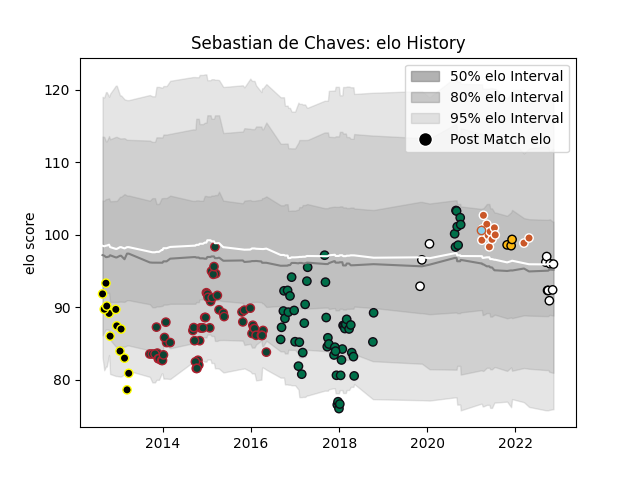 Sebastian de Chaves: elo History
50% elo Interval
80% elo Interval
95% elo Interval
Post Match elo
elo score
120
110
100
90
80
2014
2016
2018
2020
2022